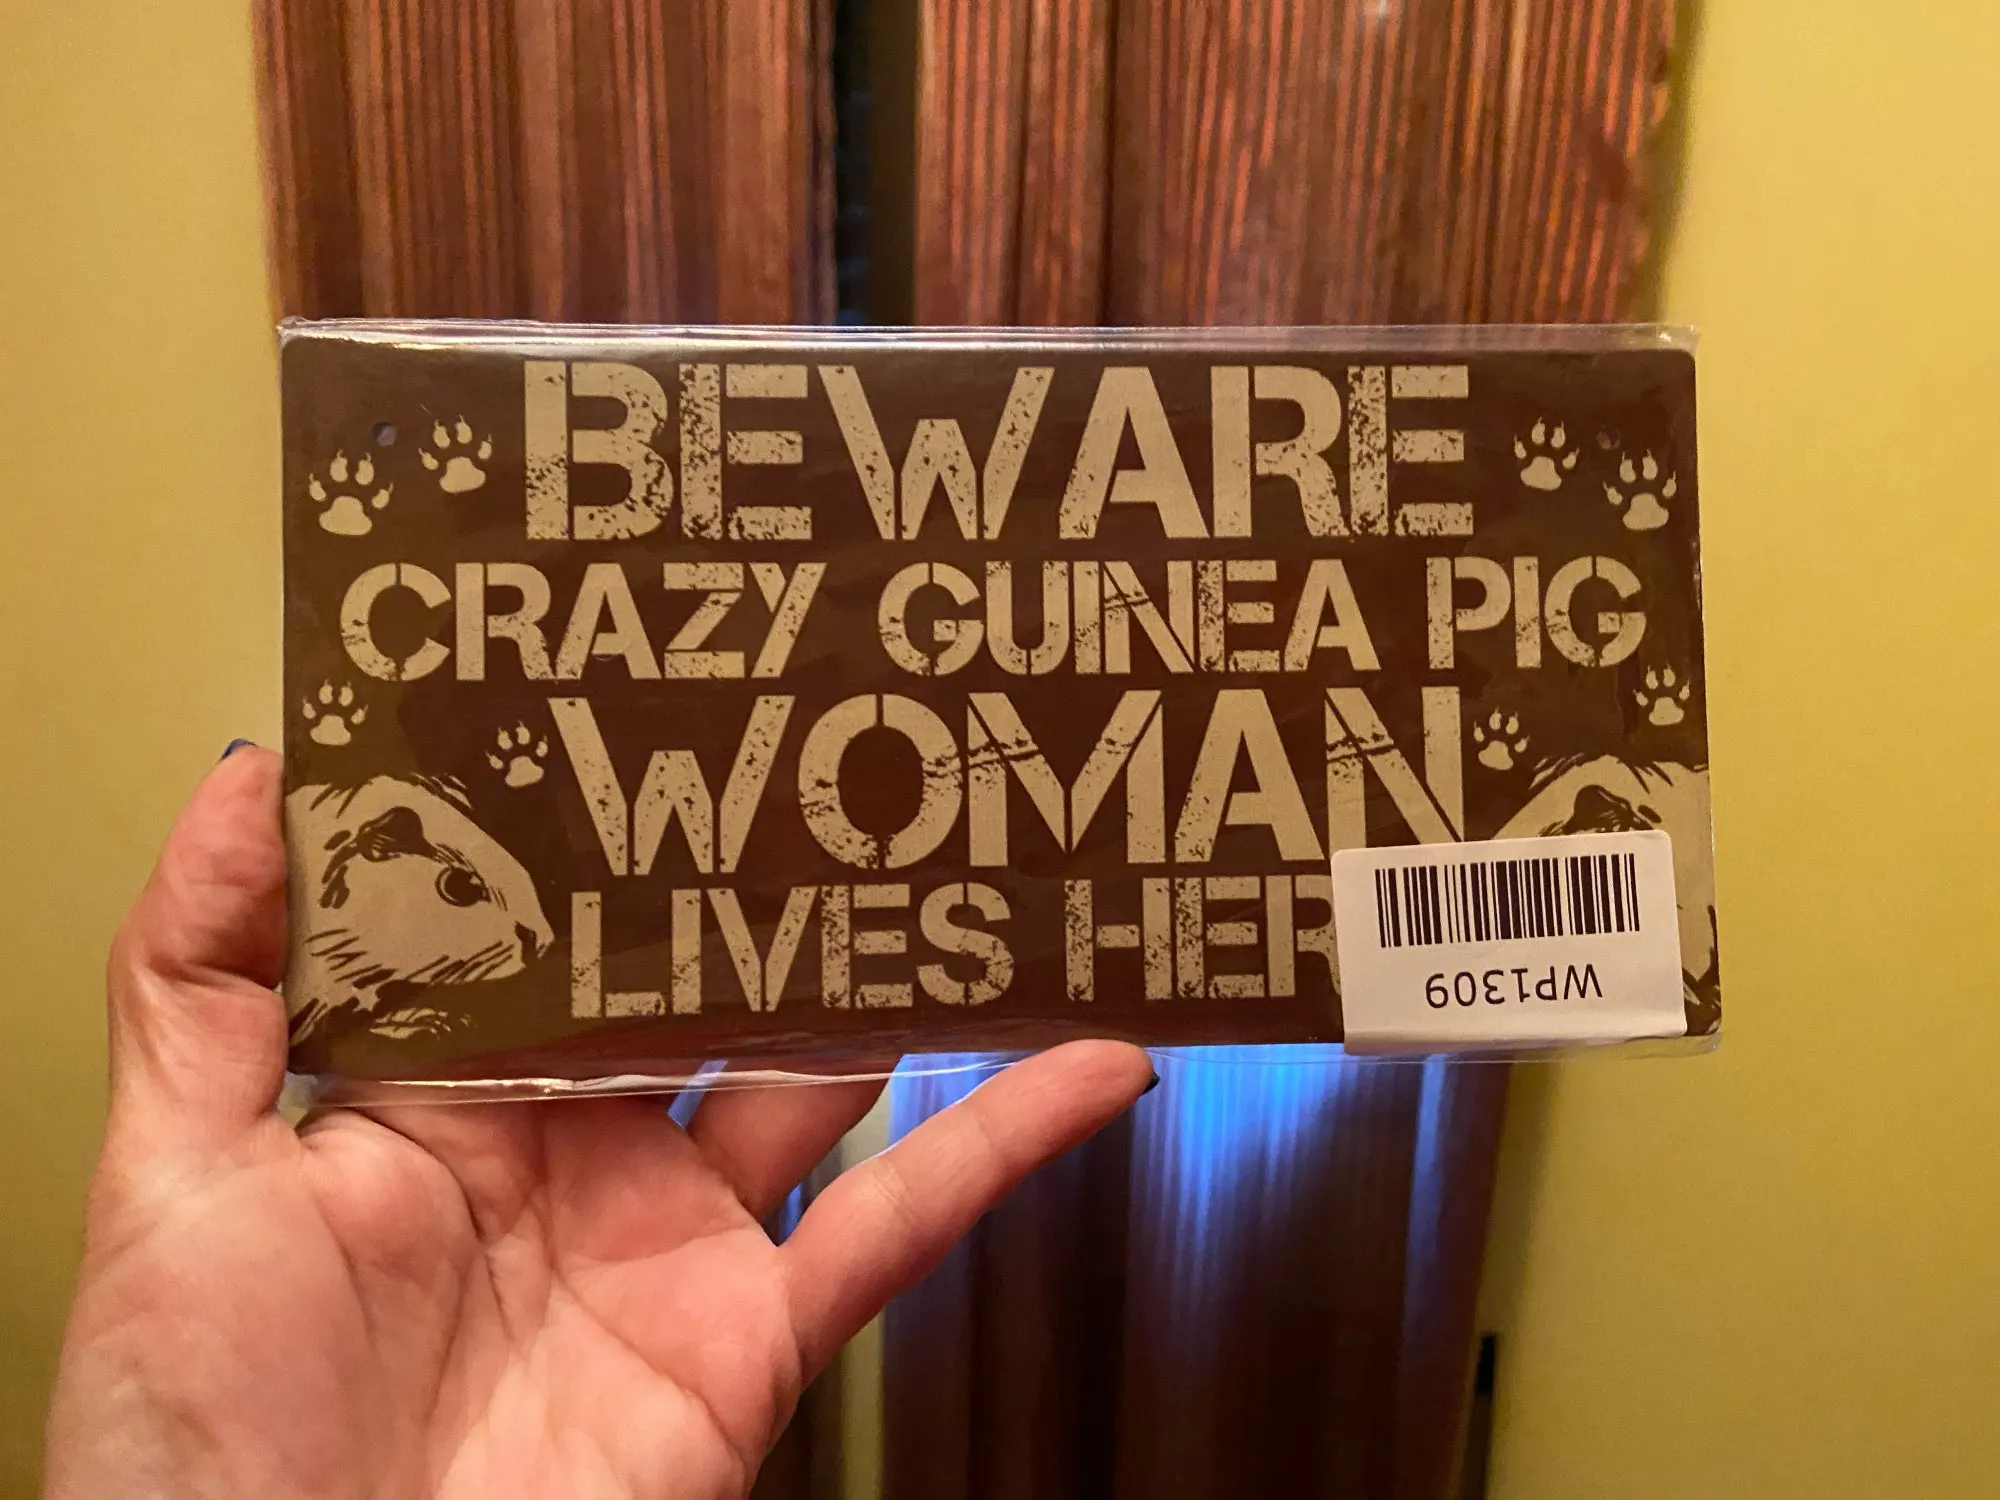 BEWARE
CRAZY GUINEA PIG
WOMAN
LIVES HER
WP1309